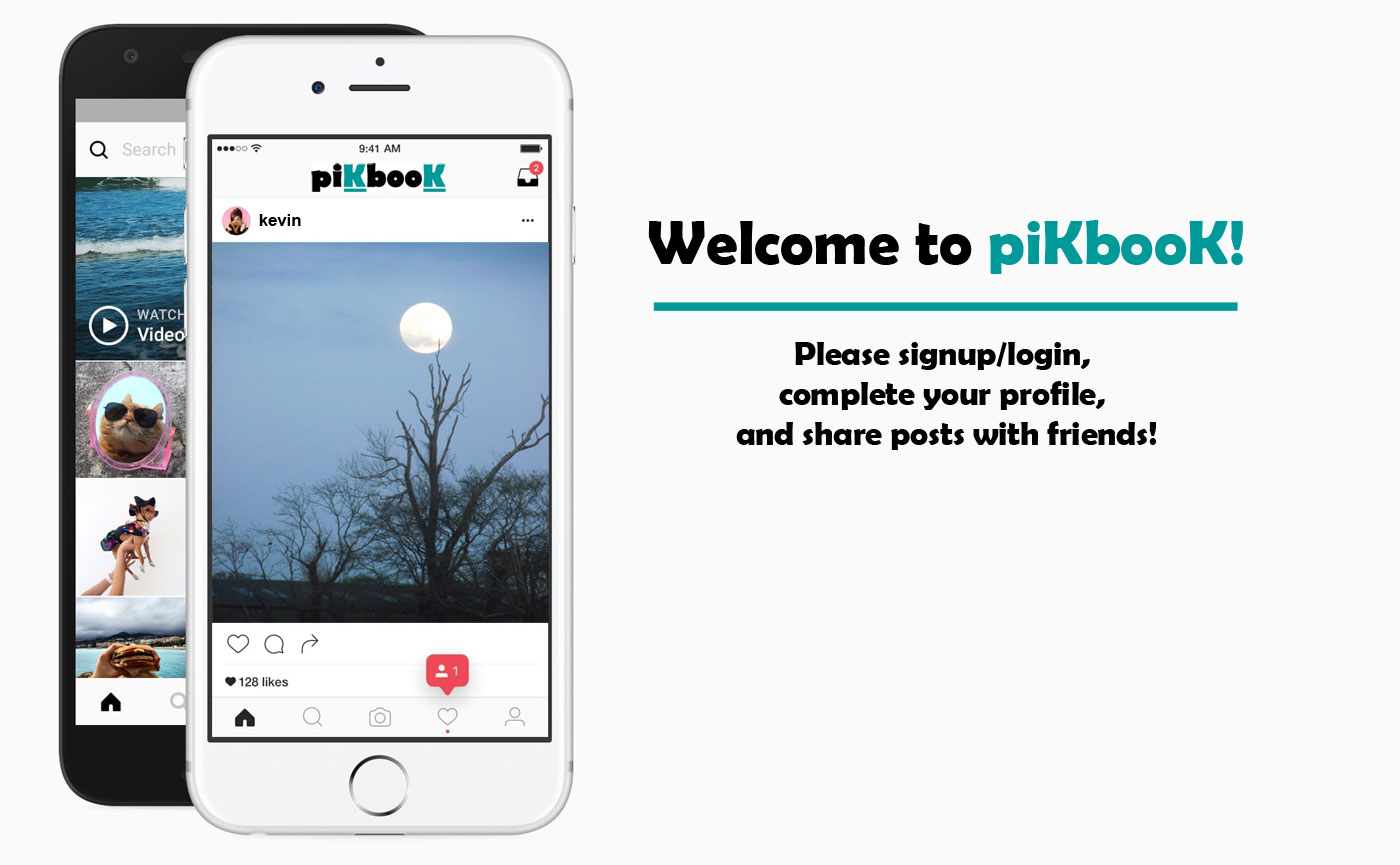 Search
WATCH
Video
9:41 AM
piKbooK
2
kevin
1
128 likes
Welcome to piKbooK!
Please signup/login,
complete your profile,
and share posts with friends!